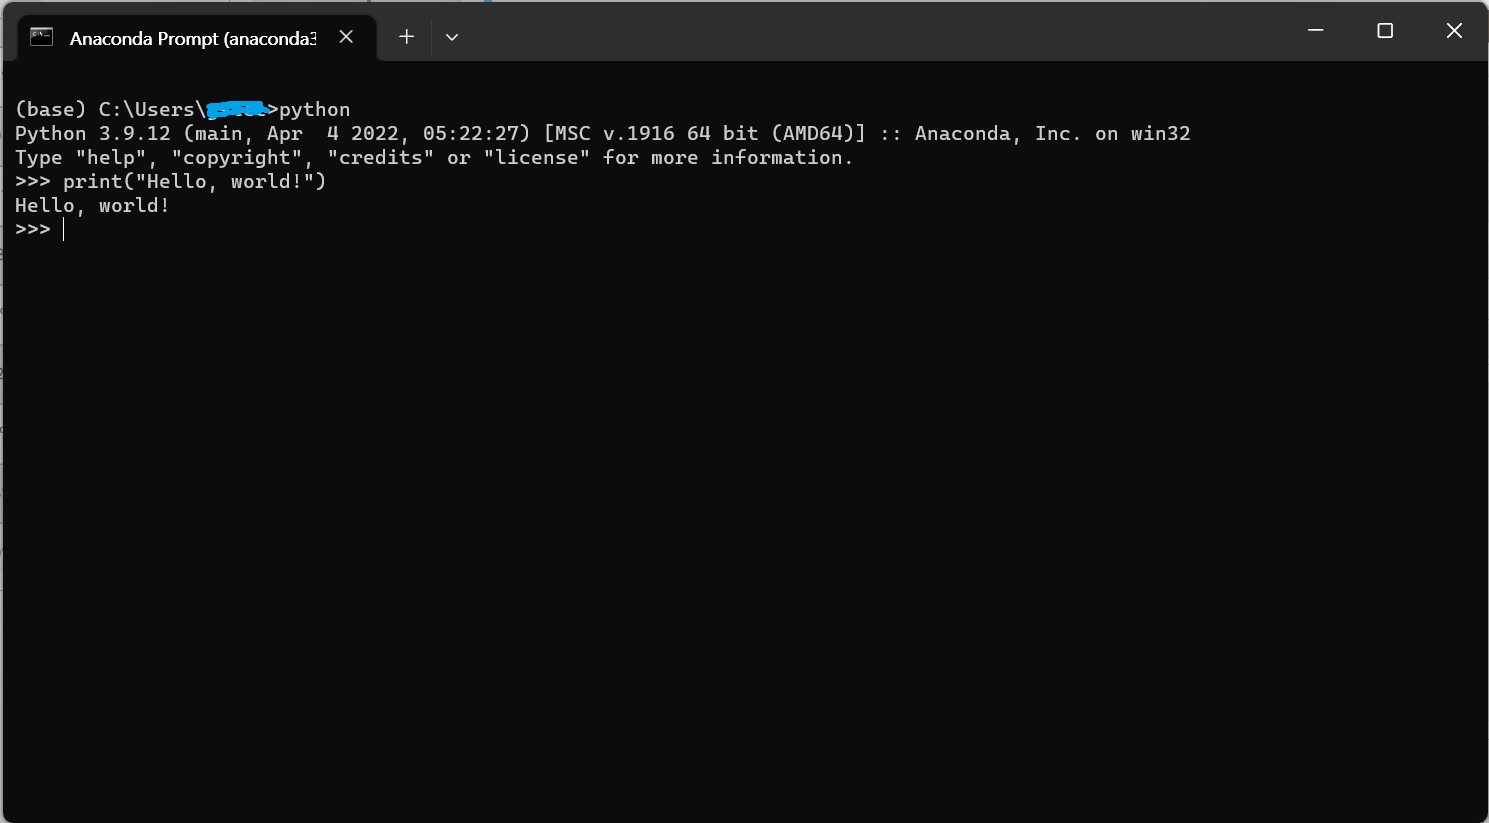 Anaconda Prompt (anaconda3
(base) C:\Users\>python
Python 3.9.12 (main, Apr  4 2022, 05:22:27) [MSC v.1916 64 bit (AMD64)] :: Anaconda, Inc. on win32
Type "help", "copyright", "credits" or "license" for more information.
>>> print("Hello, world!")
Hello, world!
>>>